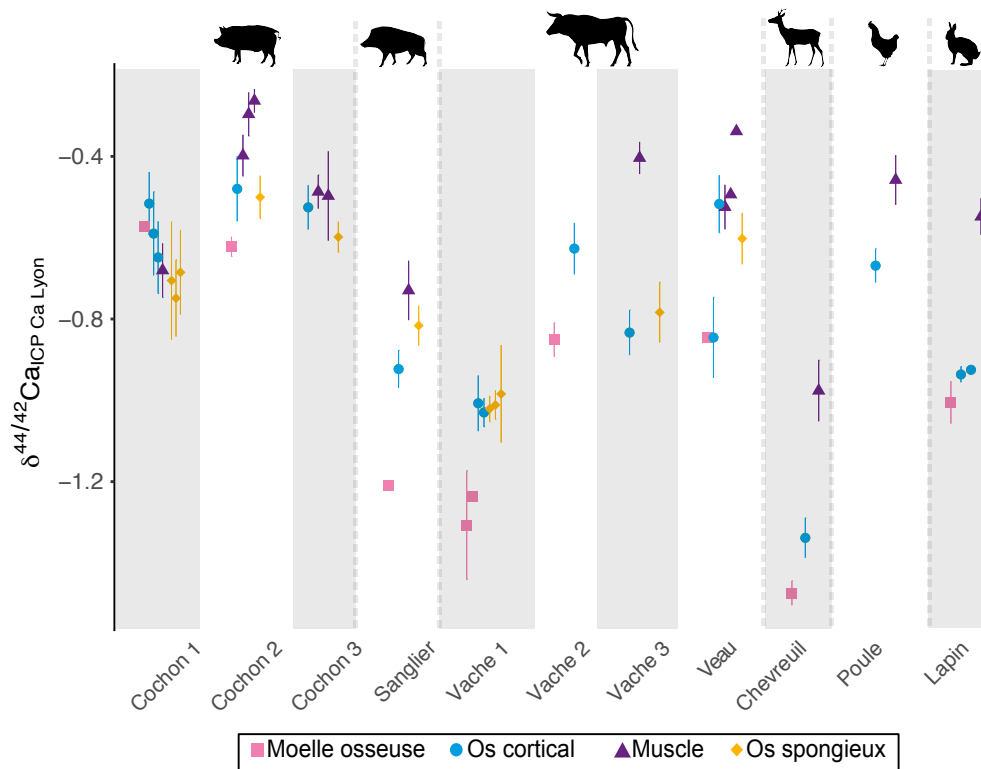 δ44/42CaICP Ca Lyon
−0.4
−0.8
−1.2
Cochon 1
Cochon 2
Cochon 3
Sanglier
Vache 1
Vache 2
Vache 3
Veau
Chevreuil
Poule
Lapin
Moelle osseuse
Os cortical
Muscle
Os spongieux